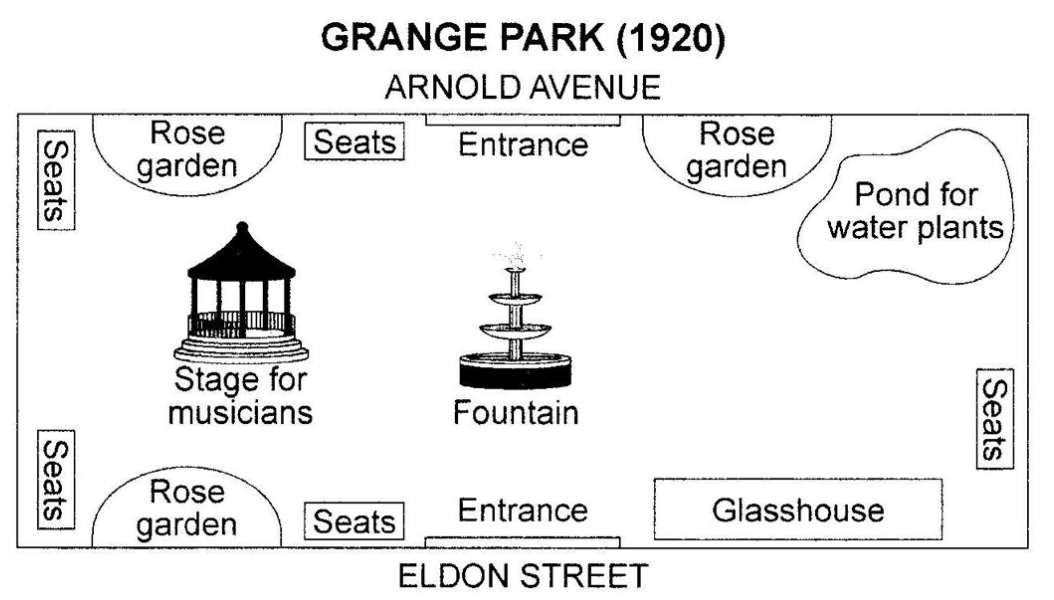 GRANGE PARK (1920)
ARNOLD AVENUE
Seats
Rose
garden
Seats
Entrance
Rose
garden
Pond for
water plants
Stage for
musicians
Fountain
Seats
Seats
Rose
garden
Seats
Entrance
Glasshouse
ELDON STREET